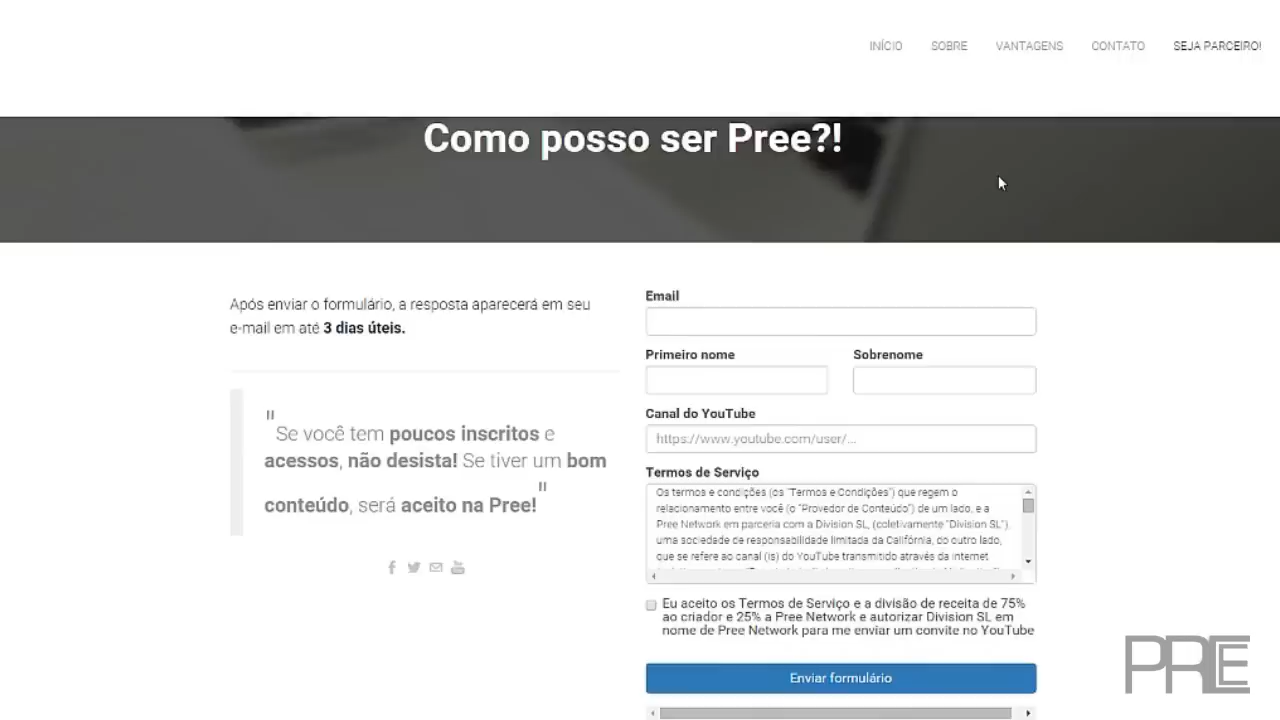 INÍCIO SOBRE VANTAGENS CONTATO SEJA PARCEIRO!
Como posso ser Pree?!
Após enviar o formulário, a resposta aparecerá em seu
e-mail em até 3 dias úteis.
"Se você tem poucos inscritos e
acessos, não desista! Se tiver um bom
conteúdo, será aceito na Pree!"
Email
Primeiro nome Sobrenome
Canal do YouTube
https://www.youtube.com/user/...
Termos de Serviço
Os termos e condições (os "Termos e Condições") que regem o
relacionamento entre você (o "Provedor de Conteúdo") de um lado, e a
Pree Network em parceria com a Division SL, (coletivamente "Division SL"),
uma sociedade de responsabilidade limitada da Califórnia, do outro lado,
que se refere ao canal (is) do YouTube transmitido através da internet
Eu aceito os Termos de Serviço e a divisão de receita de 75%
ao criador e 25% a Pree Network e autorizar Division SL em
nome de Pree Network para me enviar um convite no YouTube
Enviar formulário
PREE